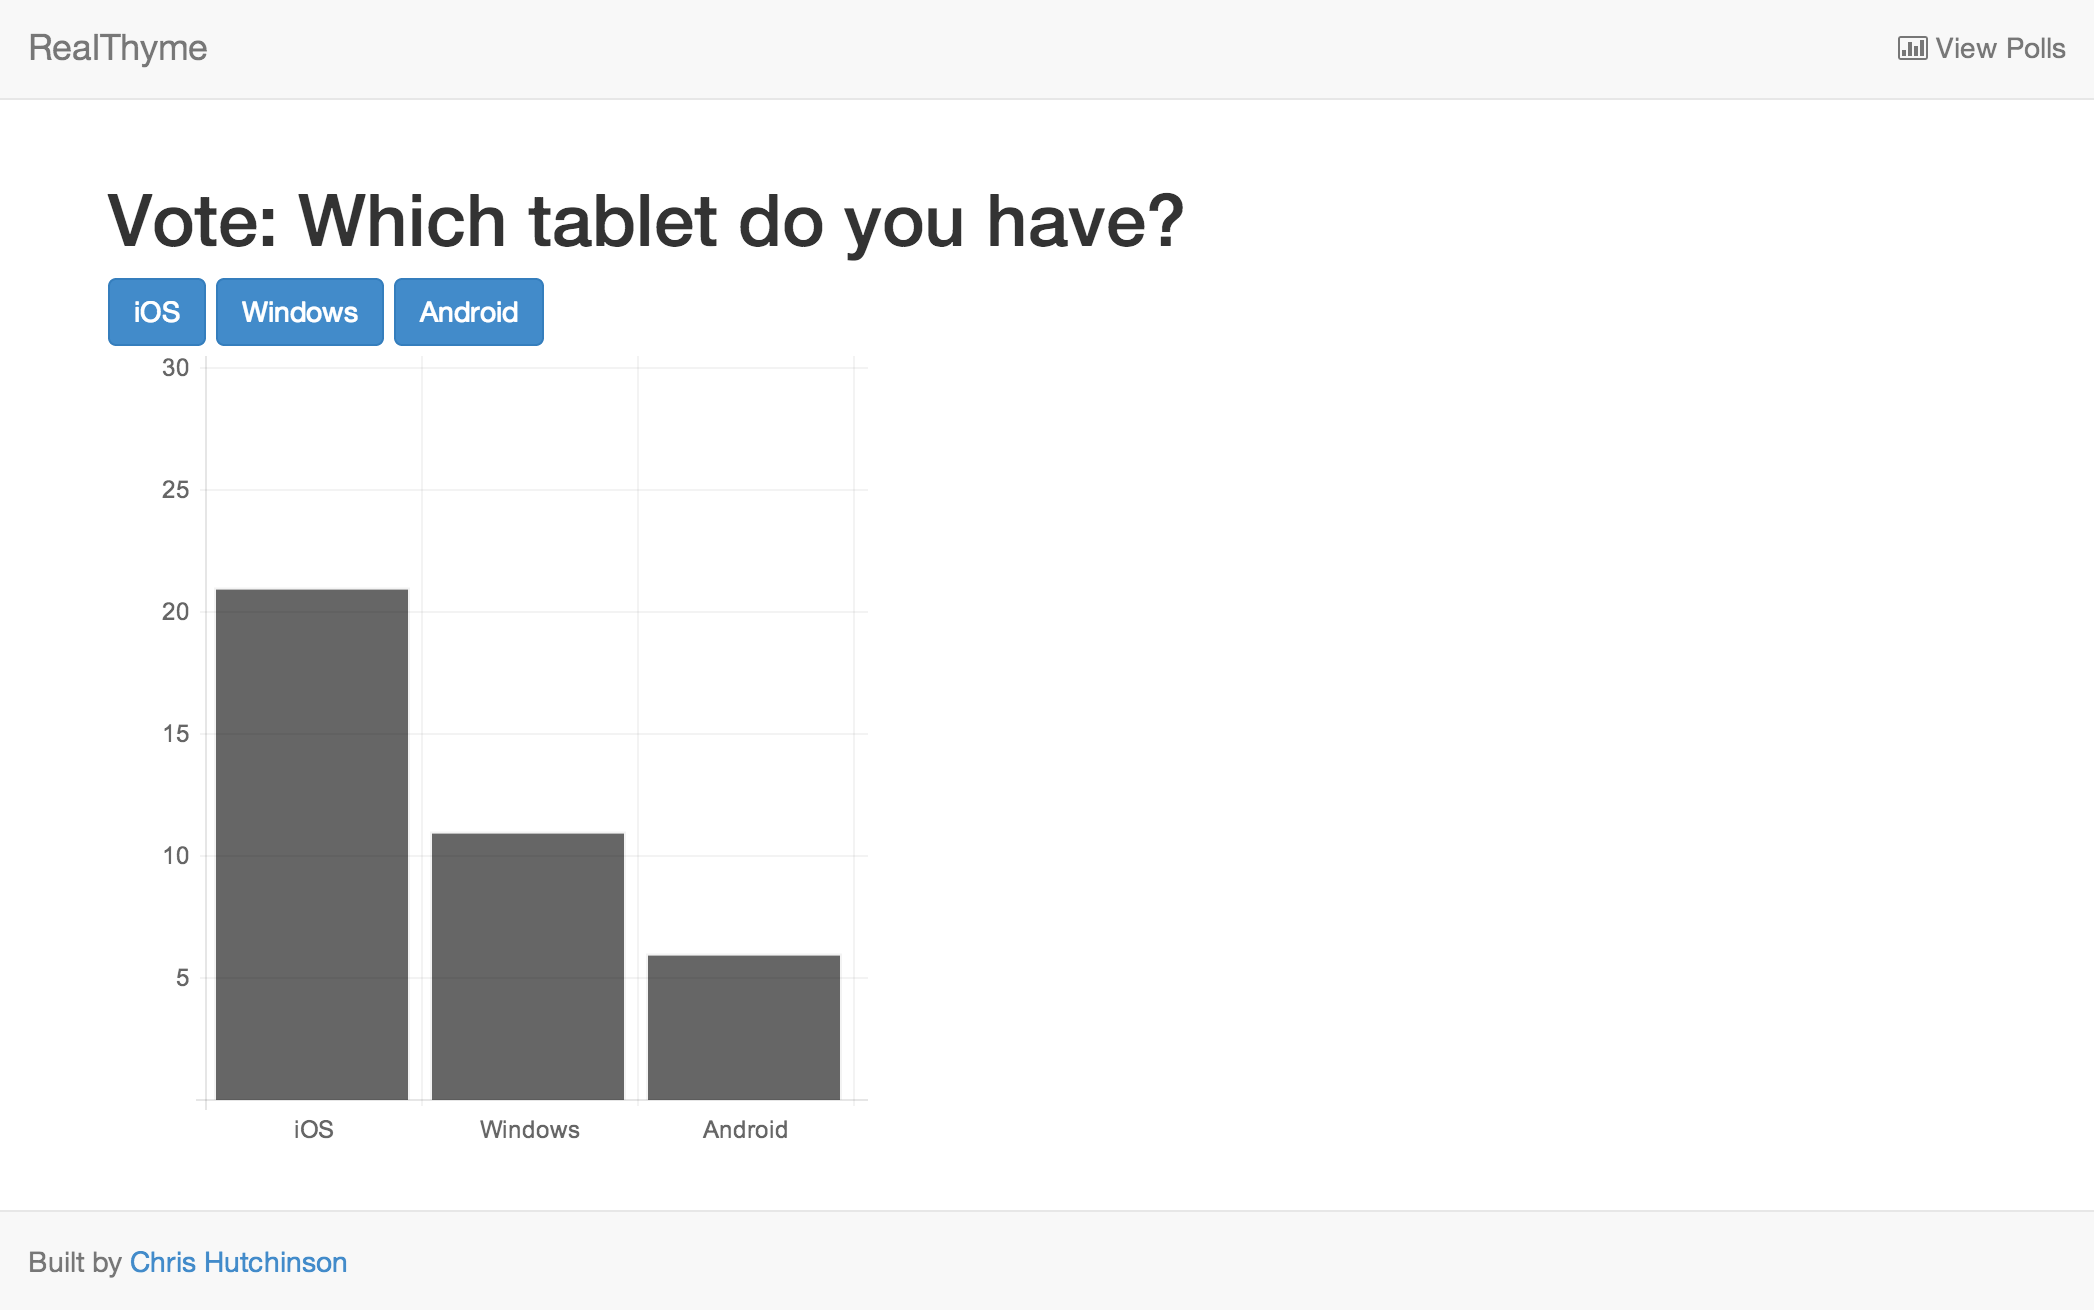 RealThyme
View Polls
Vote: Which tablet do you have?
iOS Windows Android
30
25
20
15
10
5
iOS Windows Android
Built by Chris Hutchinson